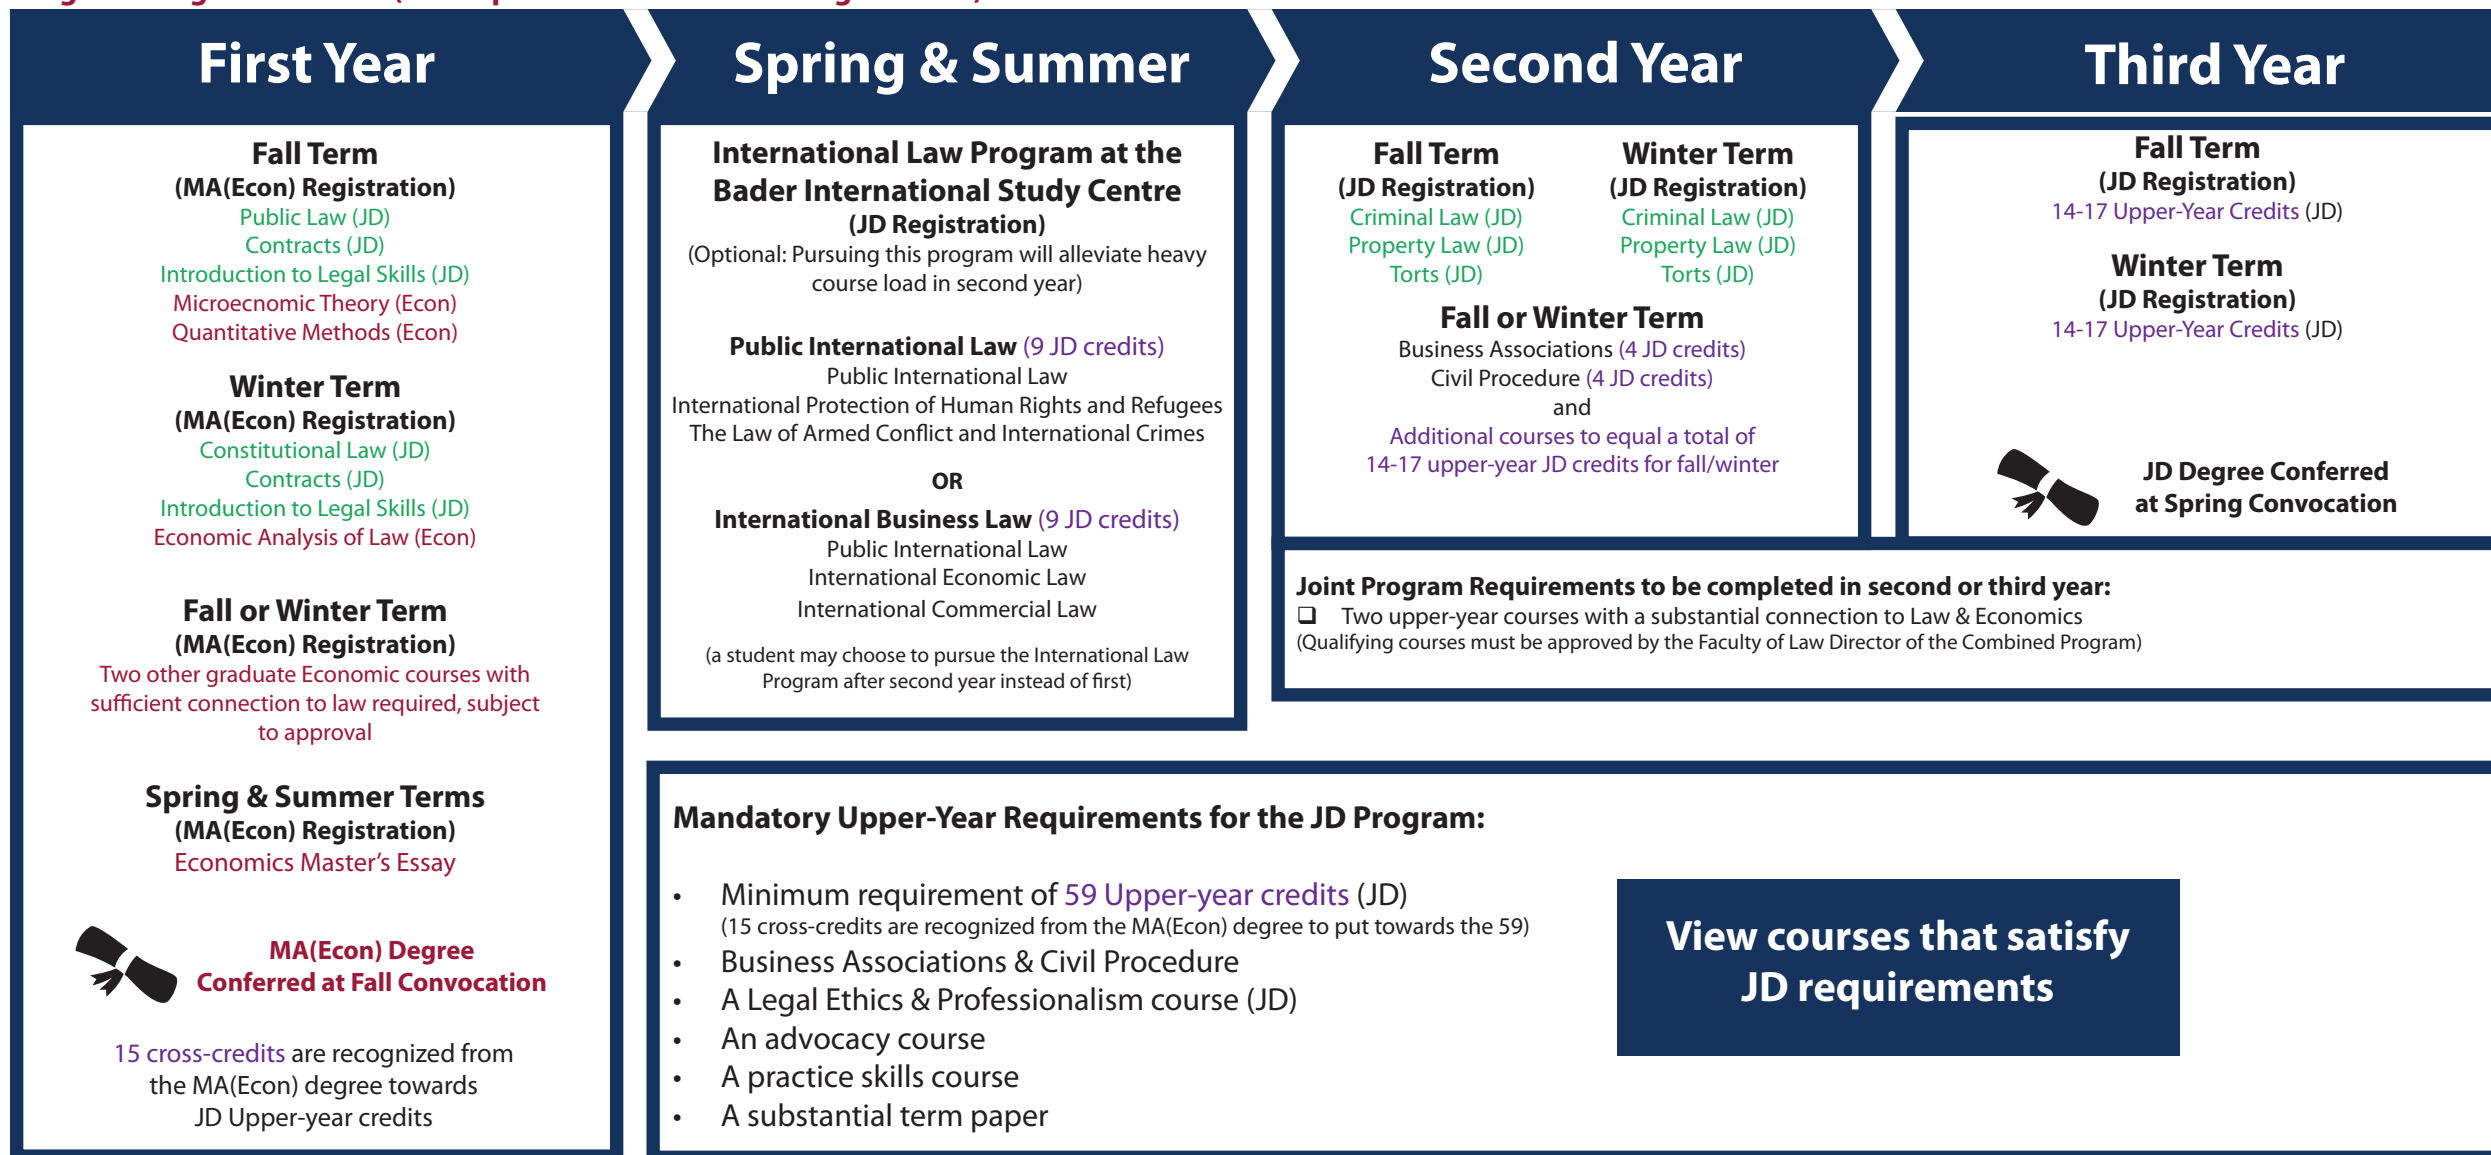 First Year
Fall Term
(MA(Econ) Registration)
Public Law (JD)
Contracts (JD)
Introduction to Legal Skills (JD)
Microecnomic Theory (Econ)
Quantitative Methods (Econ)
Winter Term
(MA(Econ) Registration)
Constitutional Law (JD)
Contracts (JD)
Introduction to Legal Skills (JD)
Economic Analysis of Law (Econ)
Fall or Winter Term
(MA(Econ) Registration)
Two other graduate Economic courses with
sufficient connection to law required, subject
to approval
Spring & Summer Terms
(MA(Econ) Registration)
Economics Master’s Essay
MA(Econ) Degree
Conferred at Fall Convocation
15 cross-credits are recognized from
the MA(Econ) degree towards
JD Upper-year credits
Spring & Summer
International Law Program at the
Bader International Study Centre
(JD Registration)
(Optional: Pursuing this program will alleviate heavy
course load in second year)
Public International Law (9 JD credits)
Public International Law
International Protection of Human Rights and Refugees
The Law of Armed Conflict and International Crimes
OR
International Business Law (9 JD credits)
Public International Law
International Economic Law
International Commercial Law
(a student may choose to pursue the International Law
Program after second year instead of first)
Second Year
Fall Term
(JD Registration)
Criminal Law (JD)
Property Law (JD)
Torts (JD)
Winter Term
(JD Registration)
Criminal Law (JD)
Property Law (JD)
Torts (JD)
Fall or Winter Term
Business Associations (4 JD credits)
Civil Procedure (4 JD credits)
and
Additional courses to equal a total of
14-17 upper-year JD credits for fall/winter
Third Year
Fall Term
(JD Registration)
14-17 Upper-Year Credits (JD)
Winter Term
(JD Registration)
14-17 Upper-Year Credits (JD)
JD Degree Conferred
at Spring Convocation
Joint Program Requirements to be completed in second or third year:
❏ Two upper-year courses with a substantial connection to Law & Economics
(Qualifying courses must be approved by the Faculty of Law Director of the Combined Program)
Mandatory Upper-Year Requirements for the JD Program:
• Minimum requirement of 59 Upper-year credits (JD)
(15 cross-credits are recognized from the MA(Econ) degree to put towards the 59)
• Business Associations & Civil Procedure
• A Legal Ethics & Professionalism course (JD)
• An advocacy course
• A practice skills course
• A substantial term paper
View courses that satisfy
JD requirements